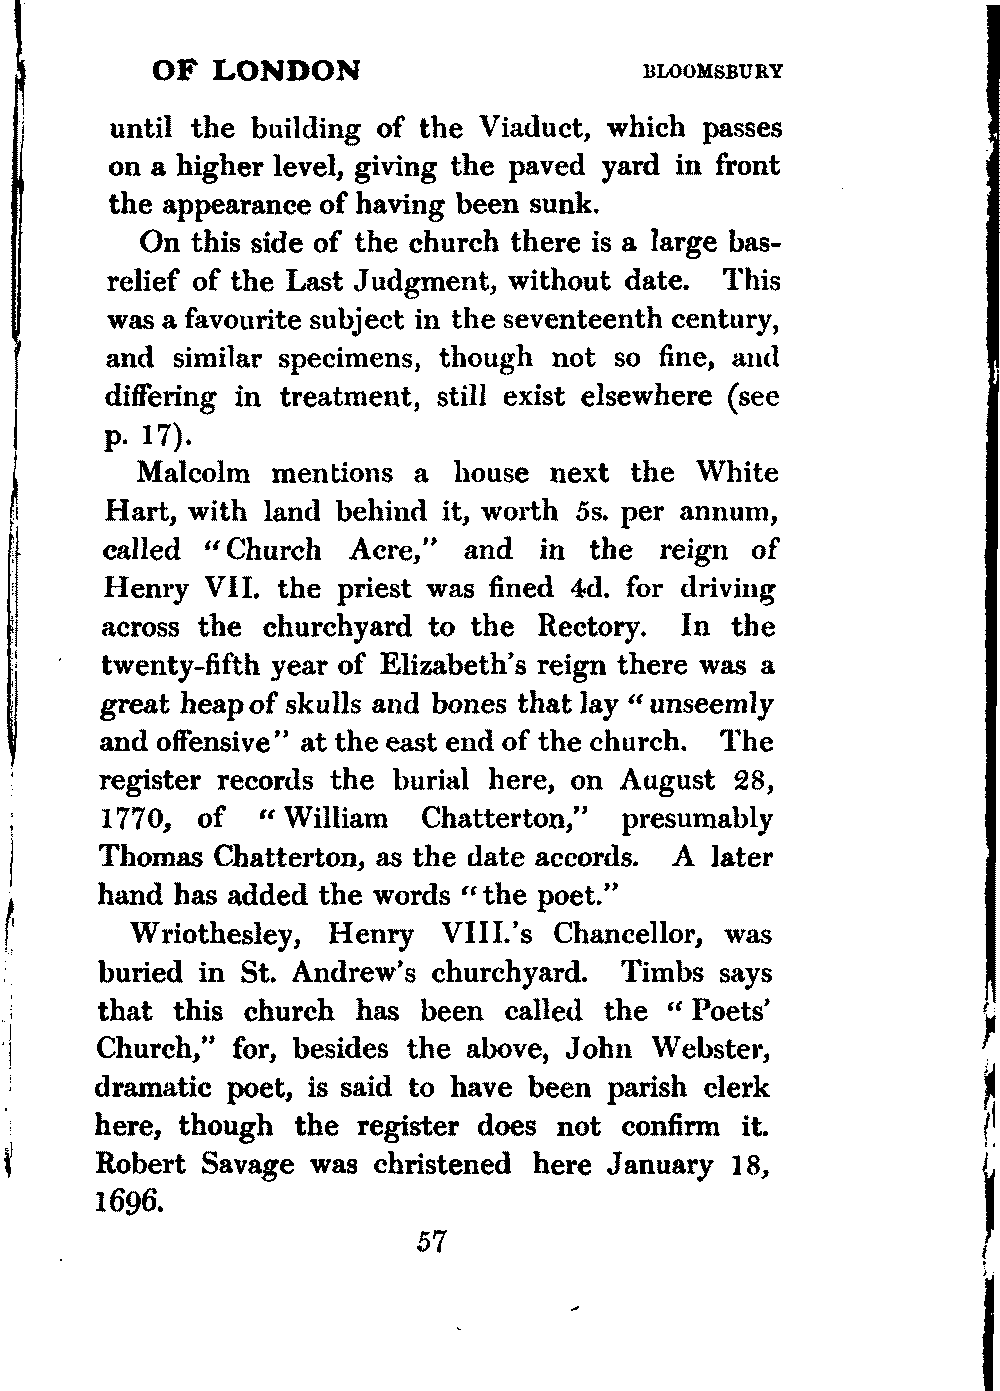 OF LONDON BLOOMSBURY
until the building of the Viaduct, which passes
on a higher level, giving the paved yard in front
the appearance of having been sunk.
On this side of the church there is a large bas-
relief of the Last Judgment, without date. This
was a favourite subject in the seventeenth century,
and similar specimens, though not so fine, and
differing in treatment, still exist elsewhere (see
p. 17).
Malcolm mentions a house next the White
Hart, with land behind it, worth 5s. per annum,
called “Church Acre,” and in the reign of
Henry VII. the priest was fined 4d. for driving
across the churchyard to the Rectory. In the
twenty-fifth year of Elizabeth’s reign there was a
great heap of skulls and bones that lay “unseemly
and offensive” at the east end of the church. The
register records the burial here, on August 28,
1770, of “William Chatterton,” presumably
Thomas Chatterton, as the date accords. A later
hand has added the words “the poet.”
Wriothesley, Henry VIII.’s Chancellor, was
buried in St. Andrew’s churchyard. Timbs says
that this church has been called the “Poets’
Church,” for, besides the above, John Webster,
dramatic poet, is said to have been parish clerk
here, though the register does not confirm it.
Robert Savage was christened here January 18,
1696.
57